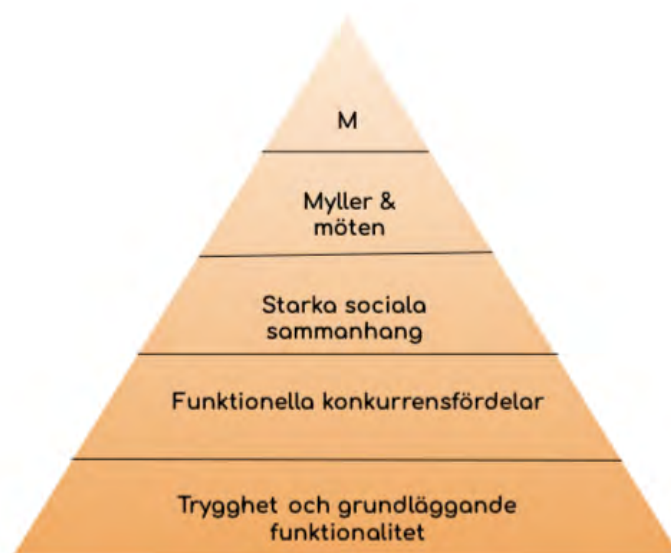 M
Myller &
möten
Starka sociala
sammanhang
Funktionella konkurrensfördelar
Trygghet och grundläggande
funktionalitet